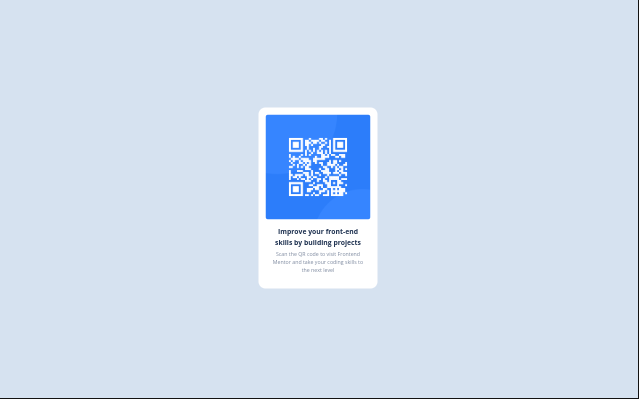 Improve your front-end
skills by building projects
Scan the QR code to visit Frontend
Mentor and take your coding skills to
the next level